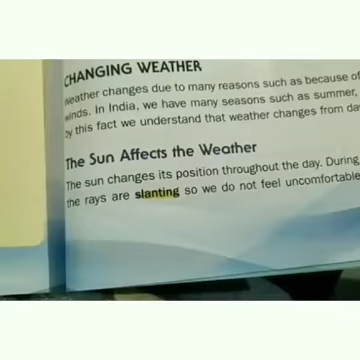 CHANGING WEATHER
Weather changes due to many reasons such as because of
winds. In India, we have many seasons such as summer,
by this fact we understand that weather changes from da
The Sun Affects the Weather
The sun changes its position throughout the day. During
the rays are slanting so we do not feel uncomfortable